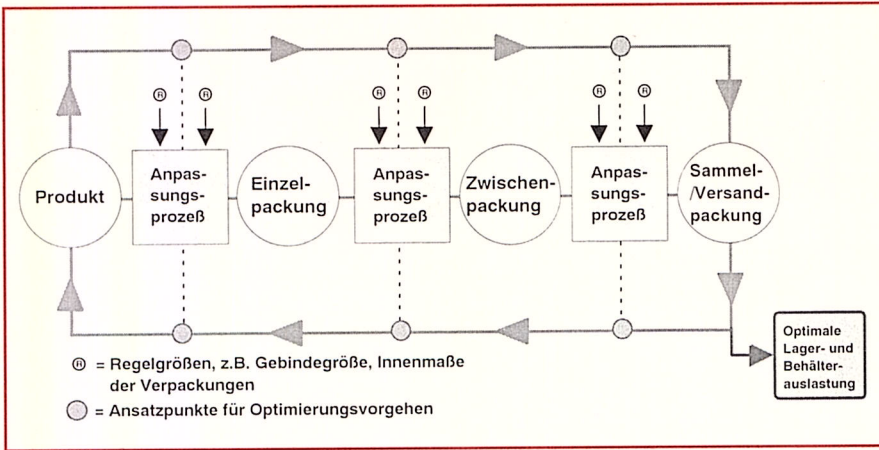 Ⓡ Ⓡ
Ⓡ Ⓡ
Ⓡ Ⓡ
Produkt
Anpas-
sungs-
prozeß
Einzel-
packung
Anpas-
sungs-
prozeß
Zwischen-
packung
Anpas-
sungs-
prozeß
Sammel-
/Versand-
packung
Ⓡ = Regelgrößen, z.B. Gebindegröße, Innenmaße
der Verpackungen
= Ansatzpunkte für Optimierungsvorgehen
Optimale
Lager- und
Behälter-
auslastung